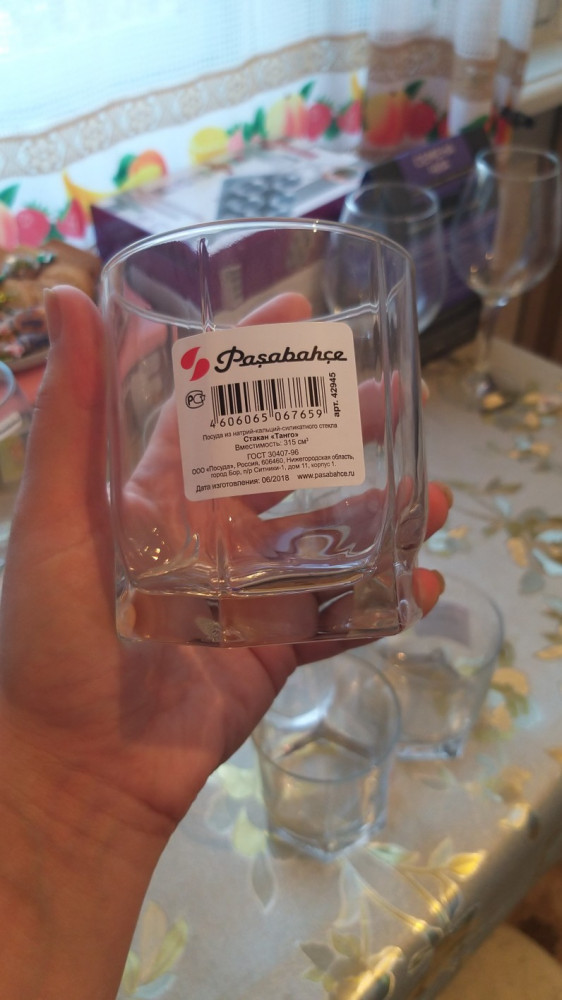 Paşabahçe
РСТ
4 606065 067659
арт. 42945
Посуда из натрий-кальций-силикатного стекла
Стакан «Танго»
Вместимость: 315 см³
ГОСТ 30407-96
ООО «Посуда», Россия, 606460, Нижегородская область,
город Бор, п/р Ситники-1, дом 11, корпус 1.
Дата изготовления: 06/2018 www.pasabahce.ru